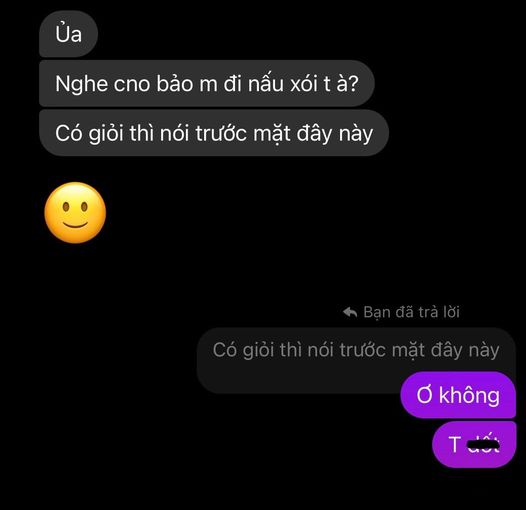 Ủa
Nghe cno bảo m đi nấu xói t à?
Có giỏi thì nói trước mặt đây này
Bạn đã trả lời
Có giỏi thì nói trước mặt đây này
Ơ không
T